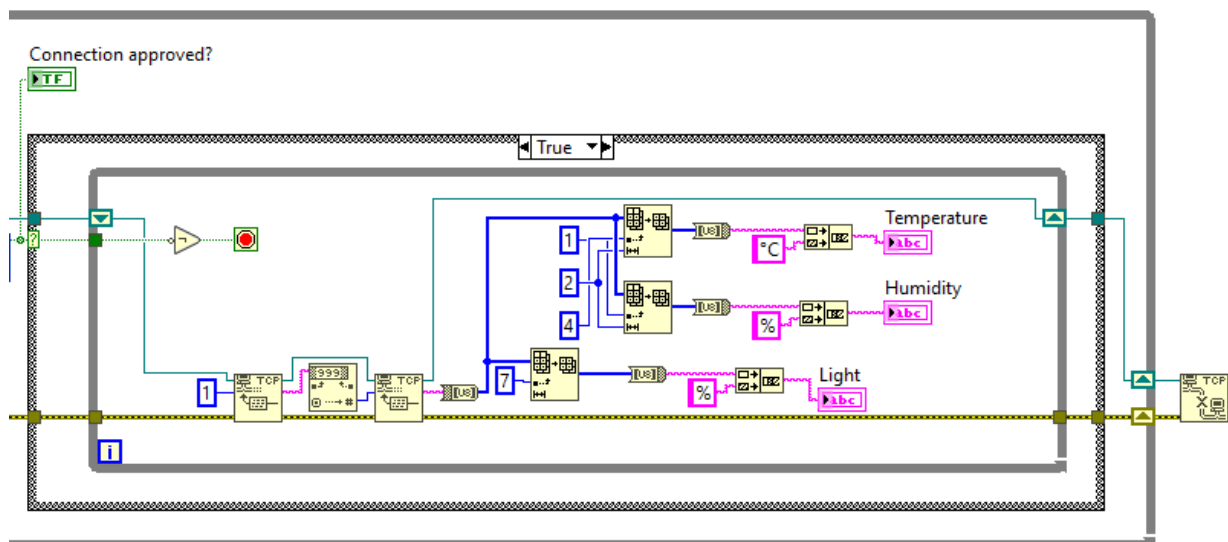 Connection approved?
TF
True
?
Temperature
1
[U8]
°C
abc
2
Humidity
4
[U8]
%
abc
TCP
999
TCP
1
[U8]
7
[U8]
%
Light
abc
TCP
i